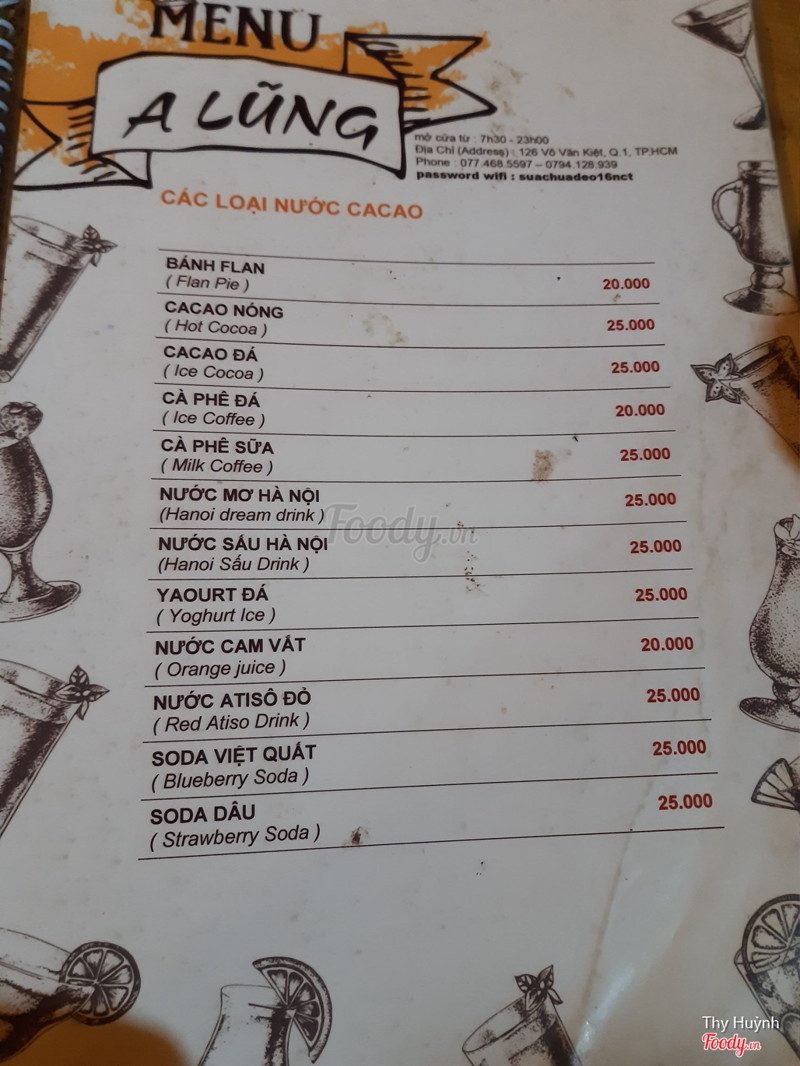 MENU
A LŨNG
mở cửa từ : 7h30 - 23h00
Địa Chỉ (Address) : 126 Võ Văn Kiệt, Q.1, TP.HCM
Phone : 077.468.5597 – 0794.128.939
password wifi : suachuadeo16nct
CÁC LOẠI NƯỚC CACAO
BÁNH FLAN
( Flan Pie ) 20.000
CACAO NÓNG
( Hot Cocoa ) 25.000
CACAO ĐÁ
( Ice Cocoa ) 25.000
CÀ PHÊ ĐÁ
( Ice Coffee ) 20.000
CÀ PHÊ SỮA
( Milk Coffee ) 25.000
NƯỚC MƠ HÀ NỘI
(Hanoi dream drink ) 25.000
NƯỚC SẤU HÀ NỘI
(Hanoi Sấu Drink ) 25.000
YAOURT ĐÁ
( Yoghurt Ice ) 25.000
NƯỚC CAM VẮT
( Orange juice ) 20.000
NƯỚC ATISÔ ĐỎ
( Red Atiso Drink ) 25.000
SODA VIỆT QUẤT
( Blueberry Soda ) 25.000
SODA DÂU
( Strawberry Soda ) 25.000
Foody.vn
Thy Huỳnh
Foody.vn